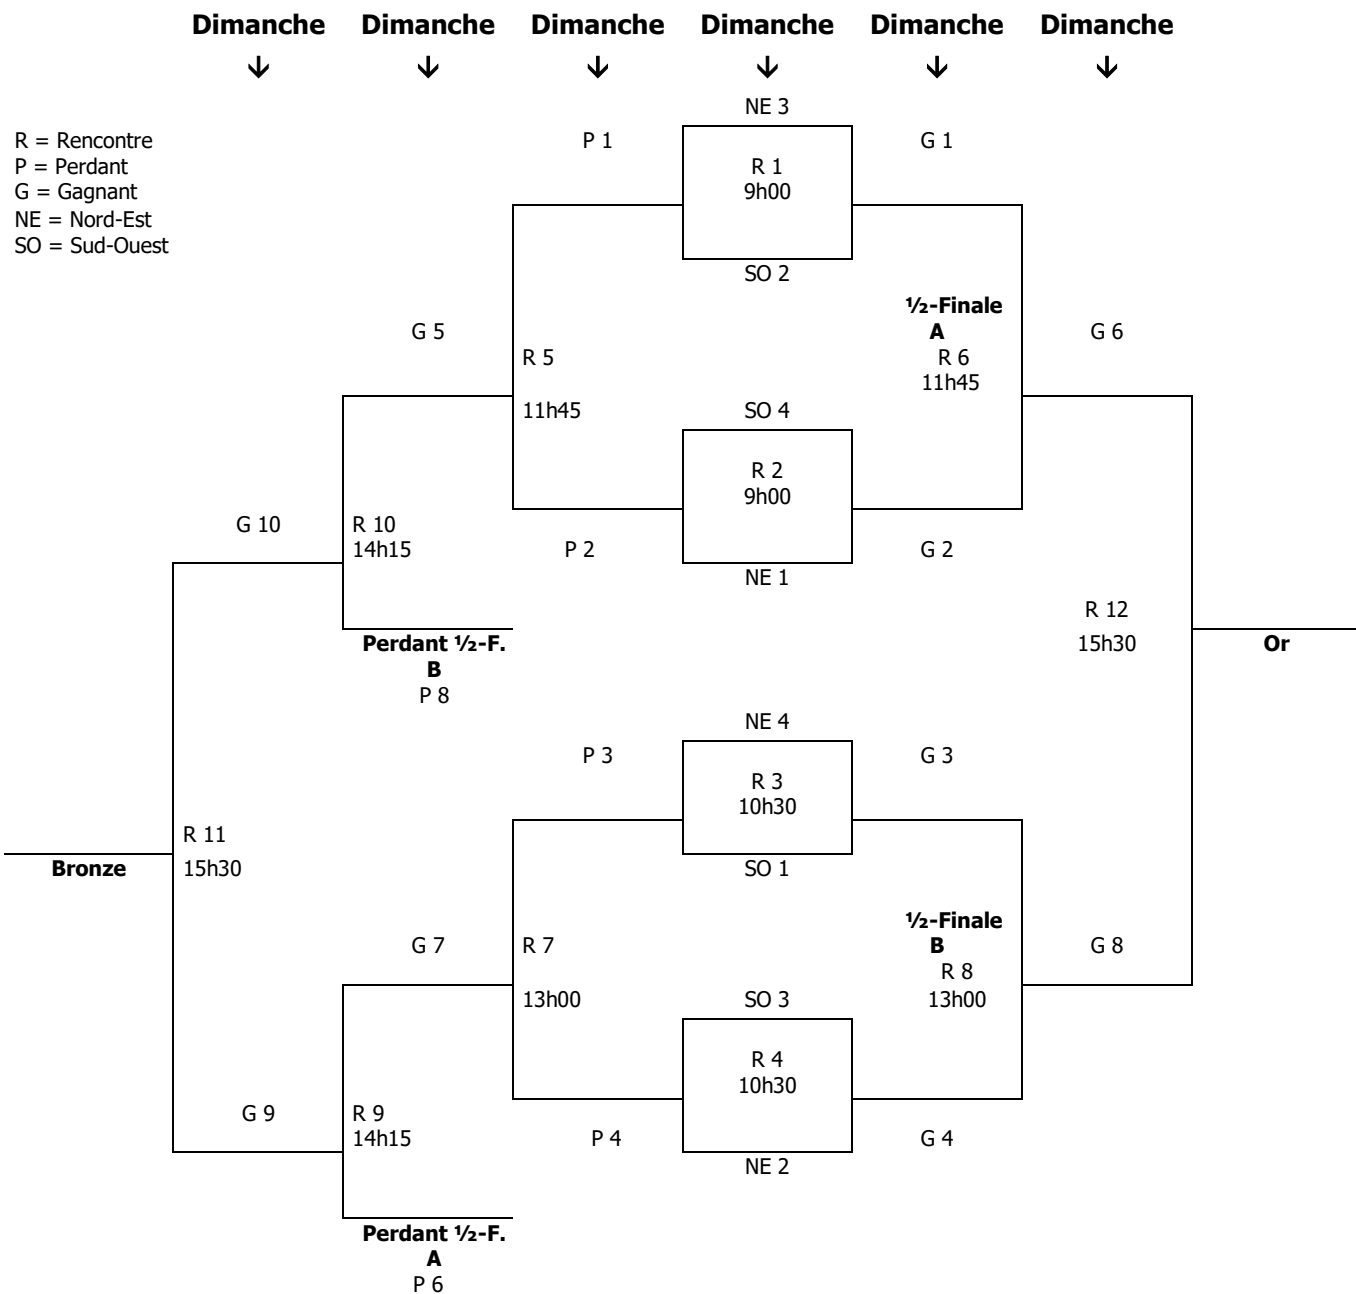 Dimanche Dimanche Dimanche Dimanche Dimanche Dimanche
R = Rencontre
P = Perdant
G = Gagnant
NE = Nord-Est
SO = Sud-Ouest
NE 3
P 1
G 1
R 1
9h00
SO 2
½-Finale
A
R 6
11h45
G 5
G 6
R 5
11h45
SO 4
R 2
9h00
G 10
R 10
14h15
P 2
G 2
NE 1
R 12
15h30
Or
Perdant ½-F.
B
P 8
NE 4
P 3
G 3
R 3
10h30
R 11
15h30
Bronze
SO 1
½-Finale
B
R 8
13h00
G 7
G 8
R 7
13h00
SO 3
R 4
10h30
G 9
R 9
14h15
P 4
G 4
NE 2
Perdant ½-F.
A
P 6